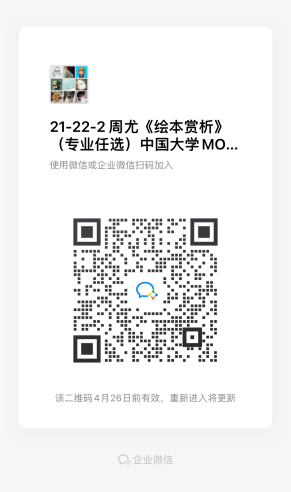 21-22-2 周尤《绘本赏析》
（专业任选）中国大学MO...
使用微信或企业微信扫码加入
该二维码4月26日前有效，重新进入将更新
企业微信